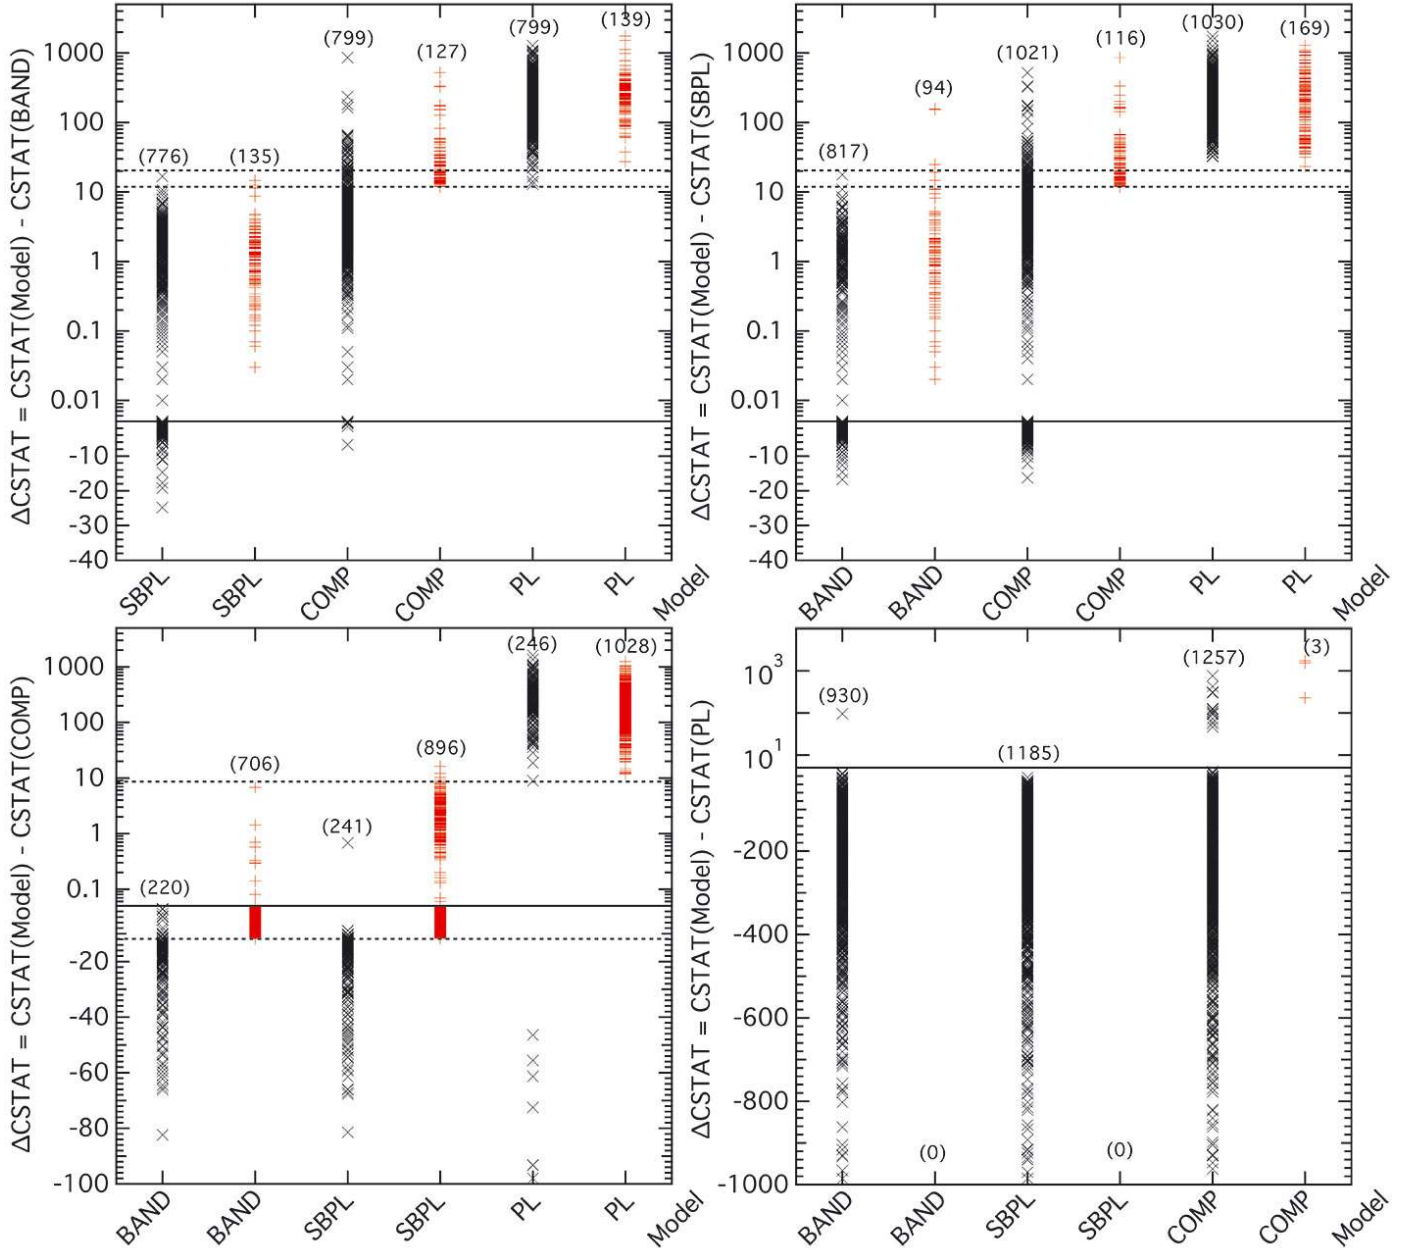 ΔCSTAT = CSTAT(Model) - CSTAT(BAND)
1000
100
10
1
0.1
0.01
-10
-20
-30
-40
(776)
(135)
(799)
(127)
(799)
(139)
SBPL
SBPL
COMP
COMP
PL
PL
Model
ΔCSTAT = CSTAT(Model) - CSTAT(SBPL)
1000
100
10
1
0.1
0.01
-10
-20
-30
-40
(817)
(94)
(1021)
(116)
(1030)
(169)
BAND
BAND
COMP
COMP
PL
PL
Model
ΔCSTAT = CSTAT(Model) - CSTAT(COMP)
1000
100
10
1
0.1
-20
-40
-60
-80
-100
(220)
(706)
(241)
(896)
(246)
(1028)
BAND
BAND
SBPL
SBPL
PL
PL
Model
ΔCSTAT = CSTAT(Model) - CSTAT(PL)
10³
10¹
-200
-400
-600
-800
-1000
(930)
(0)
(1185)
(0)
(1257)
(3)
BAND
BAND
SBPL
SBPL
COMP
COMP
Model